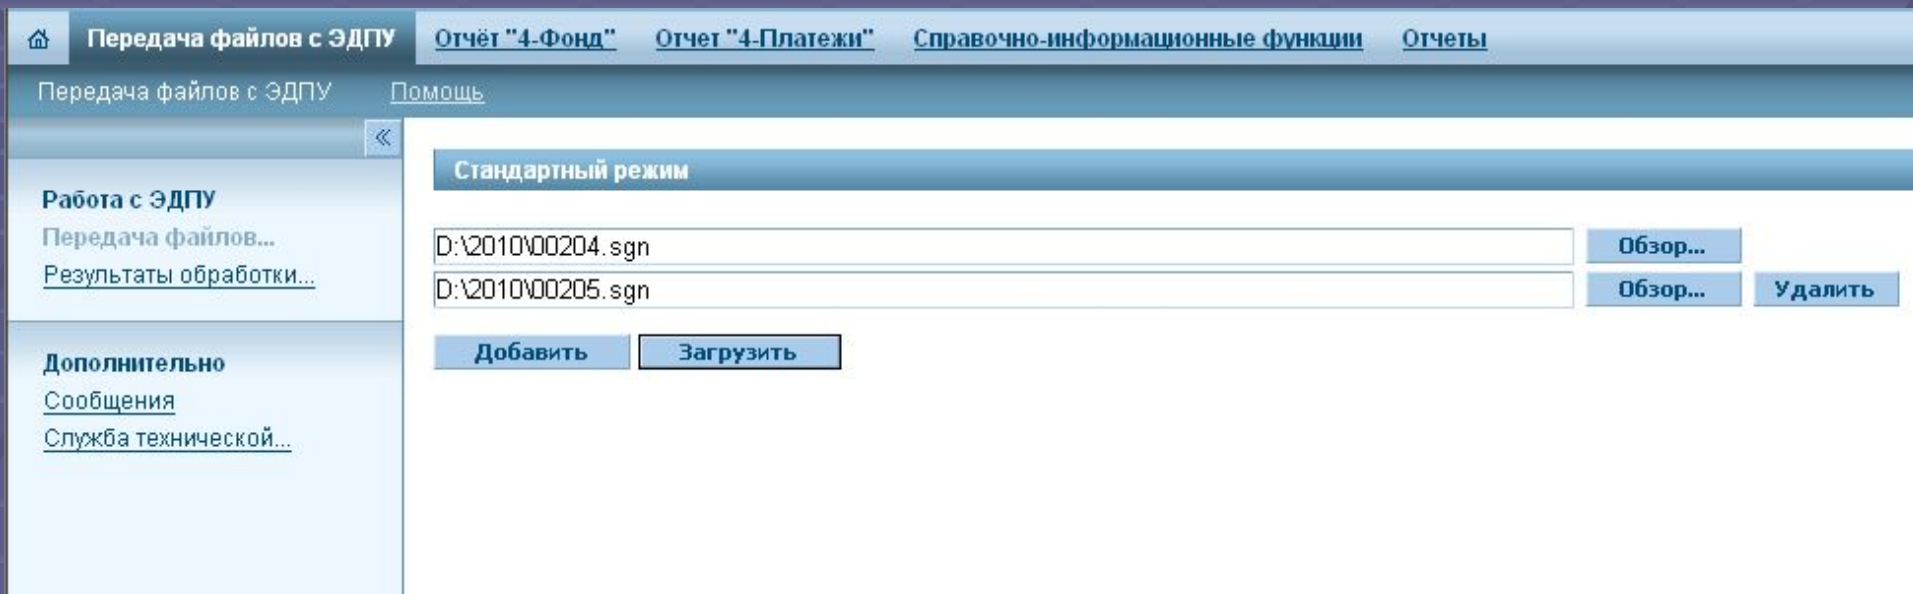 Передача файлов с ЭДПУ Отчёт "4-Фонд" Отчет "4-Платежи" Справочно-информационные функции Отчеты
Передача файлов с ЭДПУ Помощь
«
Стандартный режим
Работа с ЭДПУ
Передача файлов...
Результаты обработки...
Дополнительно
Сообщения
Служба технической...
D:\2010\00204.sgn Обзор...
D:\2010\00205.sgn Обзор... Удалить
Добавить Загрузить